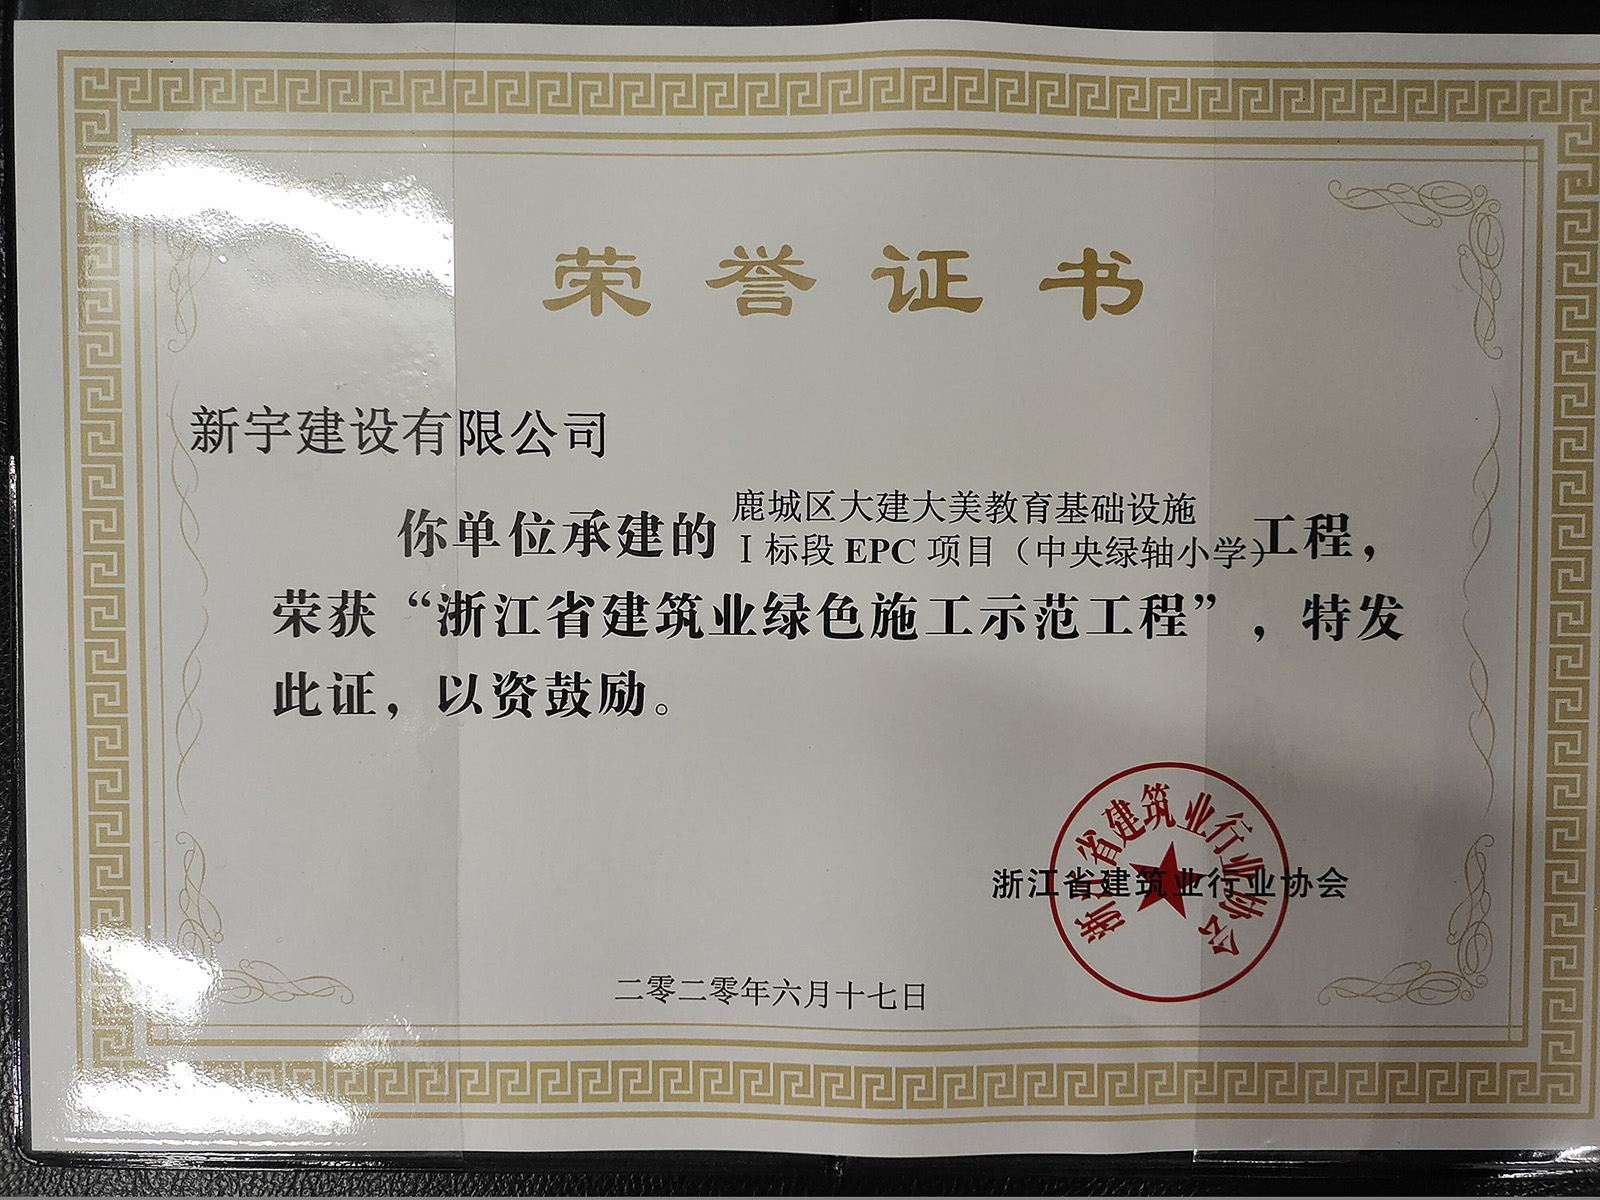 荣誉证书
新宇建设有限公司
你单位承建的 鹿城区大建大美教育基础设施
Ⅰ标段 EPC 项目（中央绿轴小学）工程，
荣获“浙江省建筑业绿色施工示范工程”，特发
此证，以资鼓励。
浙江省建筑业行业协会
浙江省建筑业行业协会
二零二零年六月十七日